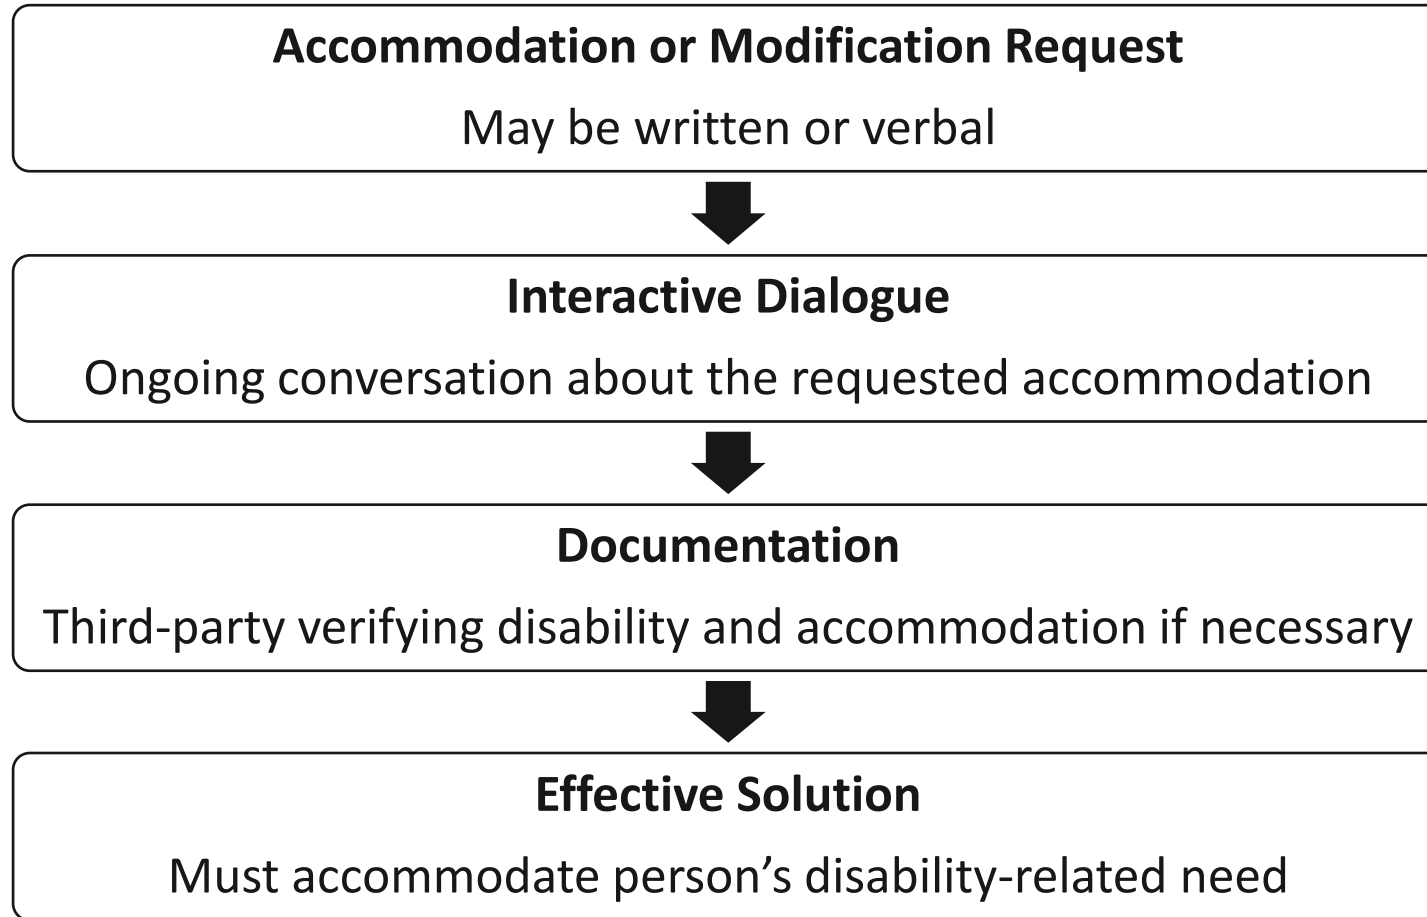 Accommodation or Modification Request
May be written or verbal
Interactive Dialogue
Ongoing conversation about the requested accommodation
Documentation
Third-party verifying disability and accommodation if necessary
Effective Solution
Must accommodate person’s disability-related need